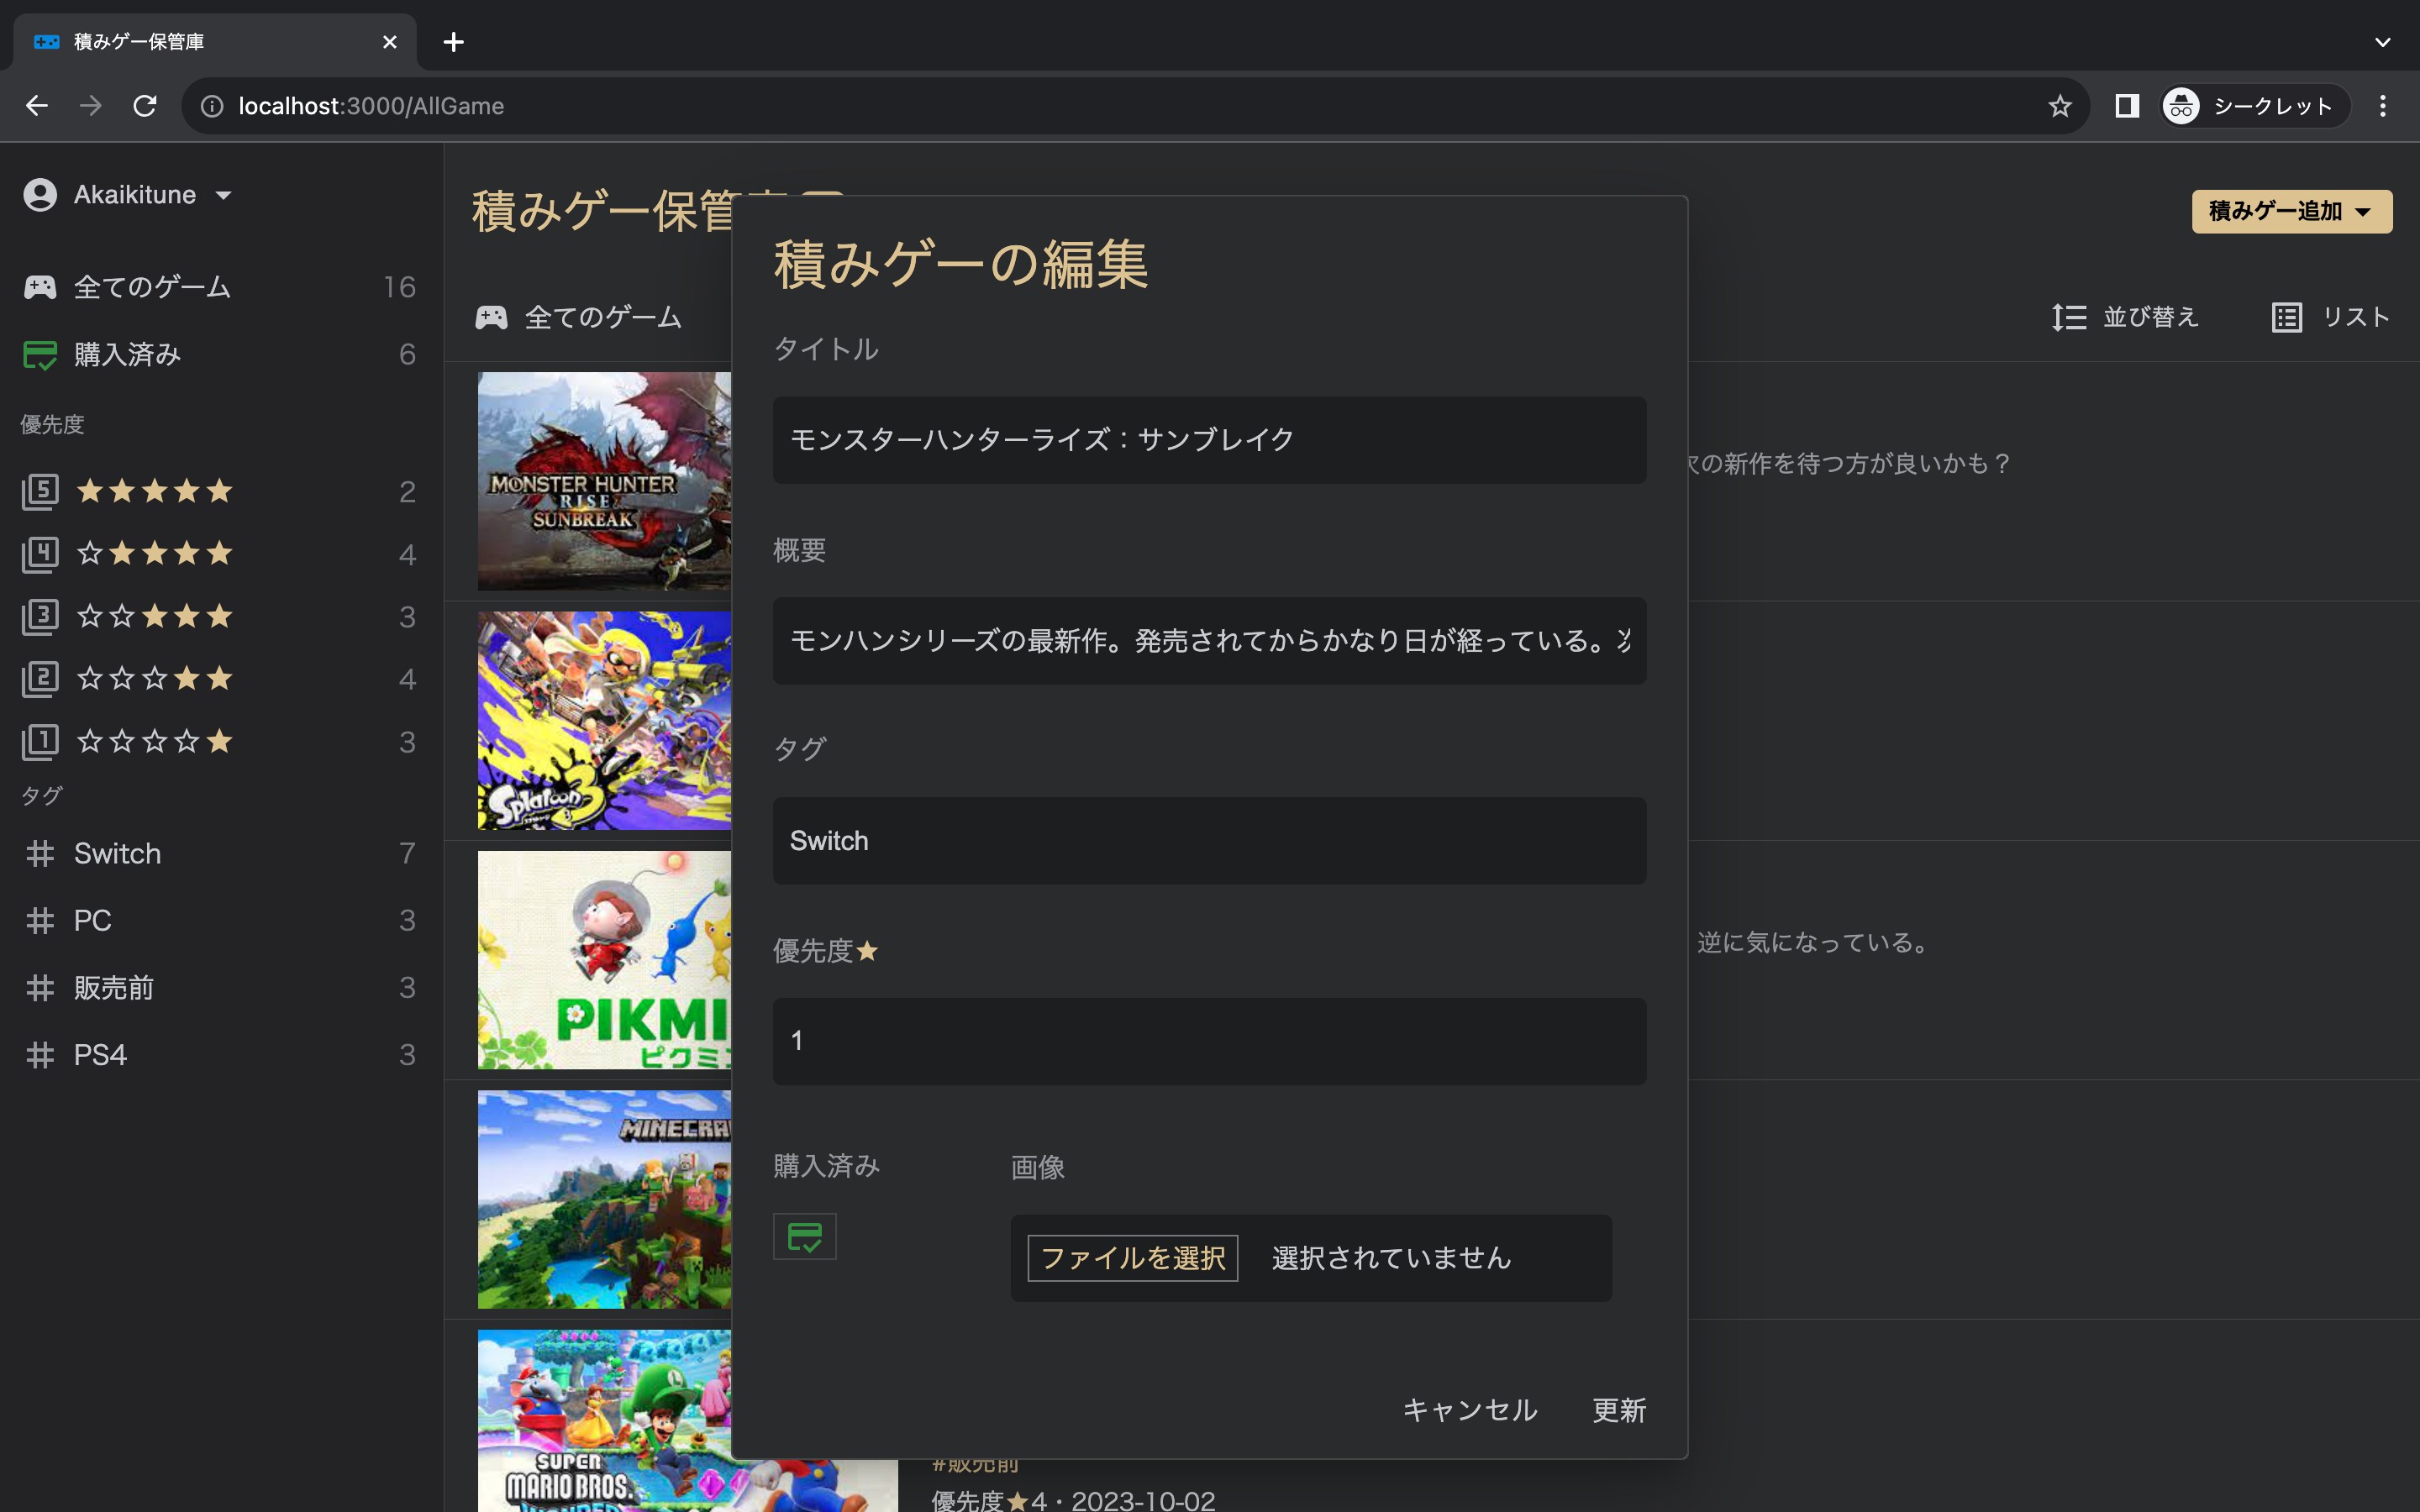 積みゲー保管庫
localhost:3000/AllGame
シークレット
Akaikitune
全てのゲーム 16
購入済み 6
優先度
5 ★★★★★ 2
4 ☆★★★★ 4
3 ☆☆★★★ 3
2 ☆☆☆★★ 4
1 ☆☆☆☆★ 3
タグ
# Switch 7
# PC 3
# 販売前 3
# PS4 3
積みゲー保管
積みゲー追加
全てのゲーム
並び替え
リスト
MONSTER HUNTER
RISE
SUNBREAK
の新作を待つ方が良いかも？
Splatoon 3
PIKMI
ピクミ
逆に気になっている。
MINECRA
SUPER
MARIO BROS.
WONDER
#販売前
優先度★4・2023-10-02
積みゲーの編集
タイトル
モンスターハンターライズ：サンブレイク
概要
モンハンシリーズの最新作。発売されてからかなり日が経っている。
タグ
Switch
優先度★
1
購入済み
画像
ファイルを選択 選択されていません
キャンセル 更新